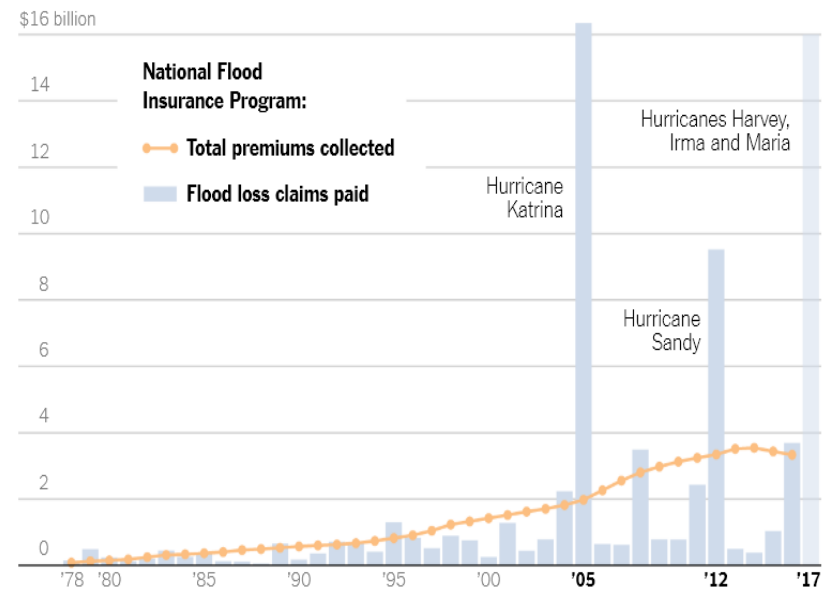 $16 billion
National Flood
Insurance Program:
14
Total premiums collected
Hurricanes Harvey,
Irma and Maria
12
Flood loss claims paid
Hurricane
Katrina
10
8
Hurricane
Sandy
6
4
2
0
'78 '80 '85 '90 '95 '00 '05 '12 '17